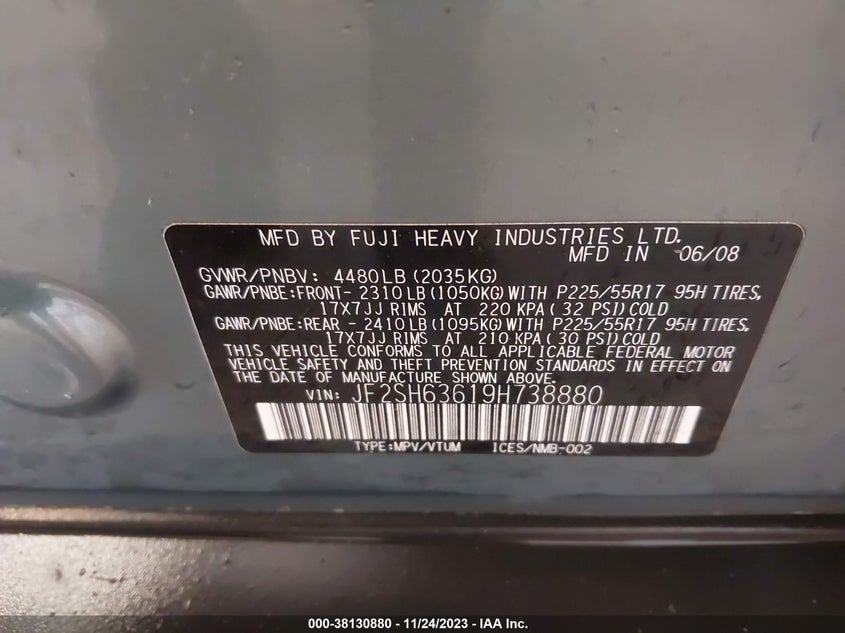 MFD BY FUJI HEAVY INDUSTRIES LTD.
MFD IN 06/08
GVWR/PNBV: 4480LB (2035KG)
GAWR/PNBE:FRONT- 2310LB (1050KG) WITH P225/55R17 95H TIRES,
17X7JJ RIMS AT 220 KPA ( 32 PSI) COLD
GAWR/PNBE:REAR -2410LB (1095KG) WITH P225/55R17 95H TIRES,
17X7JJ RIMS AT 210 KPA ( 30 PSI) COLD
THIS VEHICLE CONFORMS TO ALL APPLICABLE FEDERAL MOTOR
VEHICLE SAFETY AND THEFT PREVENTION STANDARDS IN EFFECT ON
THE DATE OF MANUFACTURE SHOWN ABOVE.
VIN: JF2SH63619H738880
TYPE:MPV/VTUM ICES/NMB-002
000-38130880 - 11/24/2023 - IAA Inc.